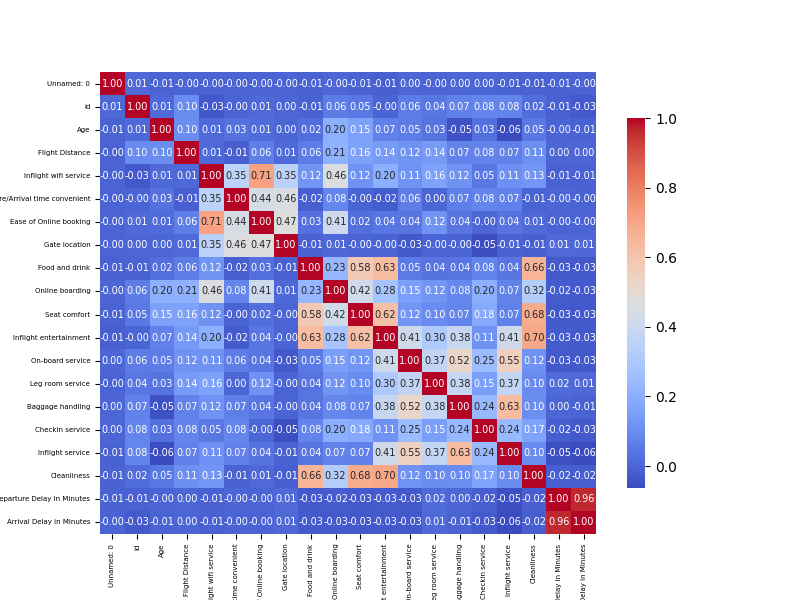 Unnamed: 0 1.00 0.01 -0.01 -0.00 -0.00 -0.00 -0.00 -0.00 -0.01 -0.00 -0.01 -0.01 0.00 -0.00 0.00 0.00 -0.01 -0.01 -0.01 -0.00
id 0.01 1.00 0.01 0.10 -0.03 -0.00 0.01 0.00 -0.01 0.06 0.05 -0.00 0.06 0.04 0.07 0.08 0.08 0.02 -0.01 -0.03
Age -0.01 0.01 1.00 0.10 0.01 0.03 0.01 0.00 0.02 0.20 0.15 0.07 0.05 0.03 -0.05 0.03 -0.06 0.05 -0.00 -0.01
Flight Distance -0.00 0.10 0.10 1.00 0.01 -0.01 0.06 0.01 0.06 0.21 0.16 0.14 0.12 0.14 0.07 0.08 0.07 0.11 0.00 0.00
Inflight wifi service -0.00 -0.03 0.01 0.01 1.00 0.35 0.71 0.35 0.12 0.46 0.12 0.20 0.11 0.16 0.12 0.05 0.11 0.13 -0.01 -0.01
re/Arrival time convenient -0.00 -0.00 0.03 -0.01 0.35 1.00 0.44 0.46 -0.02 0.08 -0.00 -0.02 0.06 0.00 0.07 0.08 0.07 -0.01 -0.00 -0.00
Ease of Online booking -0.00 0.01 0.01 0.06 0.71 0.44 1.00 0.47 0.03 0.41 0.02 0.04 0.04 0.12 0.04 -0.00 0.04 0.01 -0.00 -0.00
Gate location -0.00 0.00 0.00 0.01 0.35 0.46 0.47 1.00 -0.01 0.01 -0.00 -0.00 -0.03 -0.00 -0.00 -0.05 -0.01 -0.01 0.01 0.01
Food and drink -0.01 -0.01 0.02 0.06 0.12 -0.02 0.03 -0.01 1.00 0.23 0.58 0.63 0.05 0.04 0.04 0.08 0.04 0.66 -0.03 -0.03
Online boarding -0.00 0.06 0.20 0.21 0.46 0.08 0.41 0.01 0.23 1.00 0.42 0.28 0.15 0.12 0.08 0.20 0.07 0.32 -0.02 -0.03
Seat comfort -0.01 0.05 0.15 0.16 0.12 -0.00 0.02 -0.00 0.58 0.42 1.00 0.62 0.12 0.10 0.07 0.18 0.07 0.68 -0.03 -0.03
Inflight entertainment -0.01 -0.00 0.07 0.14 0.20 -0.02 0.04 -0.00 0.63 0.28 0.62 1.00 0.41 0.30 0.38 0.11 0.41 0.70 -0.03 -0.03
On-board service 0.00 0.06 0.05 0.12 0.11 0.06 0.04 -0.03 0.05 0.15 0.12 0.41 1.00 0.37 0.52 0.25 0.55 0.12 -0.03 -0.03
Leg room service -0.00 0.04 0.03 0.14 0.16 0.00 0.12 -0.00 0.04 0.12 0.10 0.30 0.37 1.00 0.38 0.15 0.37 0.10 0.02 0.01
Baggage handling 0.00 0.07 -0.05 0.07 0.12 0.07 0.04 -0.00 0.04 0.08 0.07 0.38 0.52 0.38 1.00 0.24 0.63 0.10 0.00 -0.01
Checkin service 0.00 0.08 0.03 0.08 0.05 0.08 -0.00 -0.05 0.08 0.20 0.18 0.11 0.25 0.15 0.24 1.00 0.24 0.17 -0.02 -0.03
Inflight service -0.01 0.08 -0.06 0.07 0.11 0.07 0.04 -0.01 0.04 0.07 0.07 0.41 0.55 0.37 0.63 0.24 1.00 0.10 -0.05 -0.06
Cleanliness -0.01 0.02 0.05 0.11 0.13 -0.01 0.01 -0.01 0.66 0.32 0.68 0.70 0.12 0.10 0.10 0.17 0.10 1.00 -0.02 -0.02
eparture Delay in Minutes -0.01 -0.01 -0.00 0.00 -0.01 -0.00 -0.00 0.01 -0.03 -0.02 -0.03 -0.03 -0.03 0.02 0.00 -0.02 -0.05 -0.02 1.00 0.96
Arrival Delay in Minutes -0.00 -0.03 -0.01 0.00 -0.01 -0.00 -0.00 0.01 -0.03 -0.03 -0.03 -0.03 -0.03 0.01 -0.01 -0.03 -0.06 -0.02 0.96 1.00
Unnamed: 0
id
Age
Flight Distance
ight wifi service
time convenient
Online booking
Gate location
Food and drink
Online boarding
Seat comfort
t entertainment
n-board service
eg room service
ggage handling
Checkin service
Inflight service
Cleanliness
Delay in Minutes
Delay in Minutes
1.0
0.8
0.6
0.4
0.2
0.0